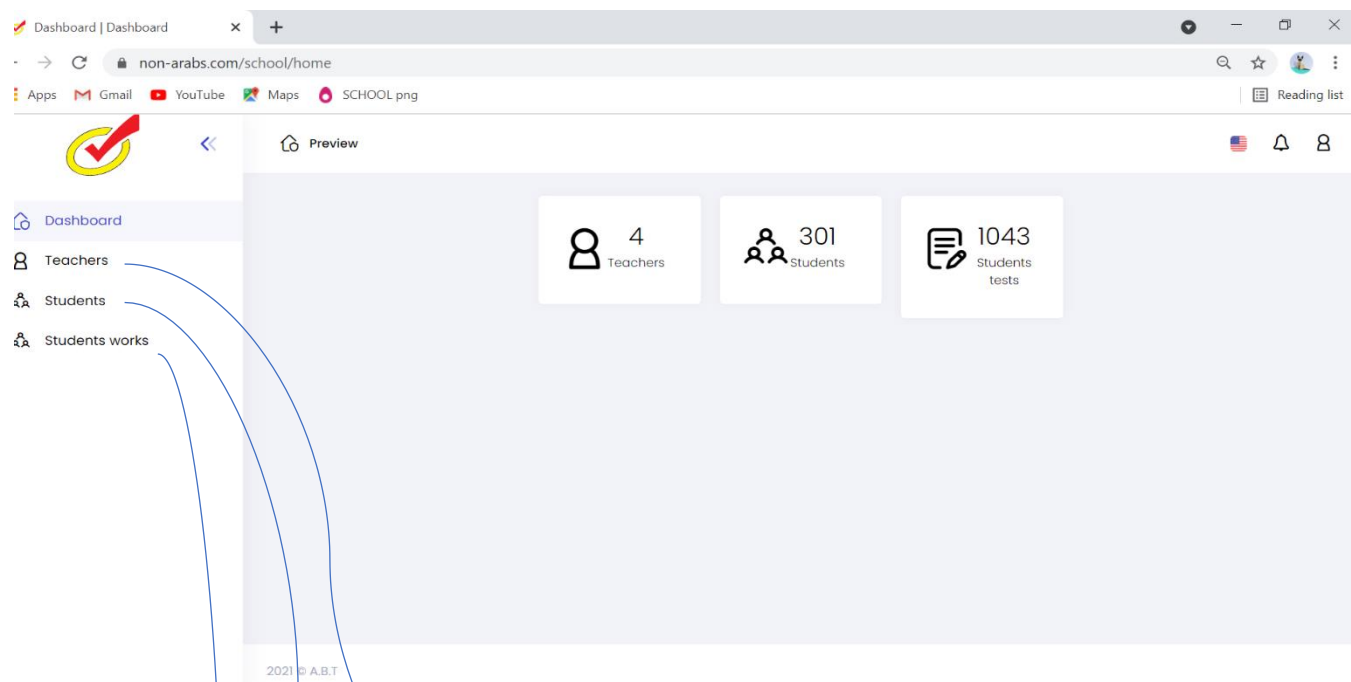 Dashboard | Dashboard
non-arabs.com/school/home
Apps Gmail YouTube Maps SCHOOL png Reading list
Preview
Dashboard
Teachers
Students
Students works
4
Teachers
301
Students
1043
Students
tests
2021 © A.B.T